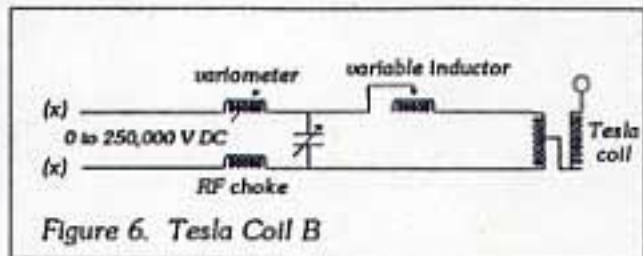 variometer
variable inductor
(x)
0 to 250,000 V DC
(x)
RF choke
Tesla
coil
Figure 6. Tesla Coil B